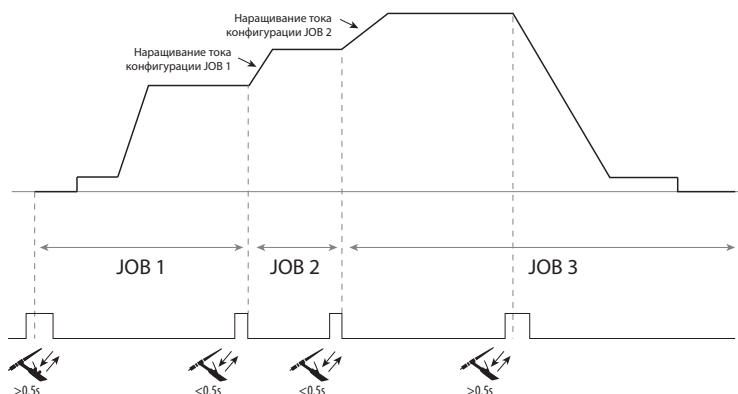 Наращивание тока
конфигурации JOB 2
Наращивание тока
конфигурации JOB 1
JOB 1
JOB 2
JOB 3
>0.5s
<0.5s
<0.5s
>0.5s